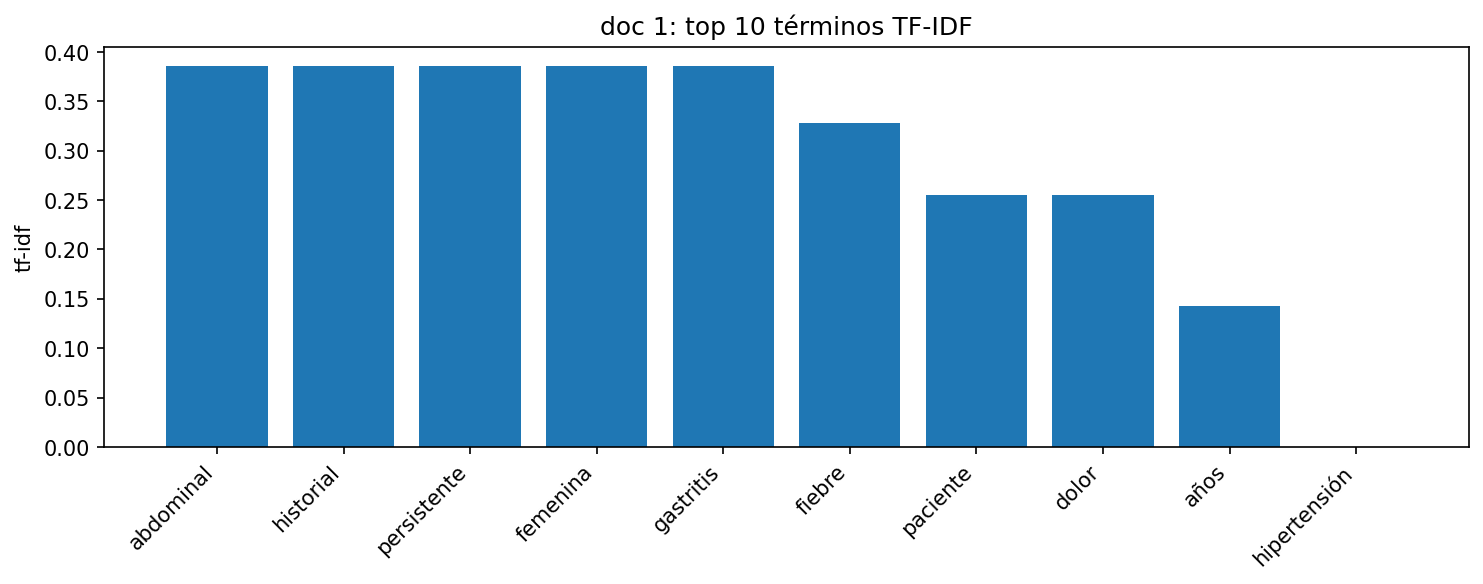 doc 1: top 10 términos TF-IDF
tf-idf
0.40
0.35
0.30
0.25
0.20
0.15
0.10
0.05
0.00
abdominal
historial
persistente
femenina
gastritis
fiebre
paciente
dolor
años
hipertensión